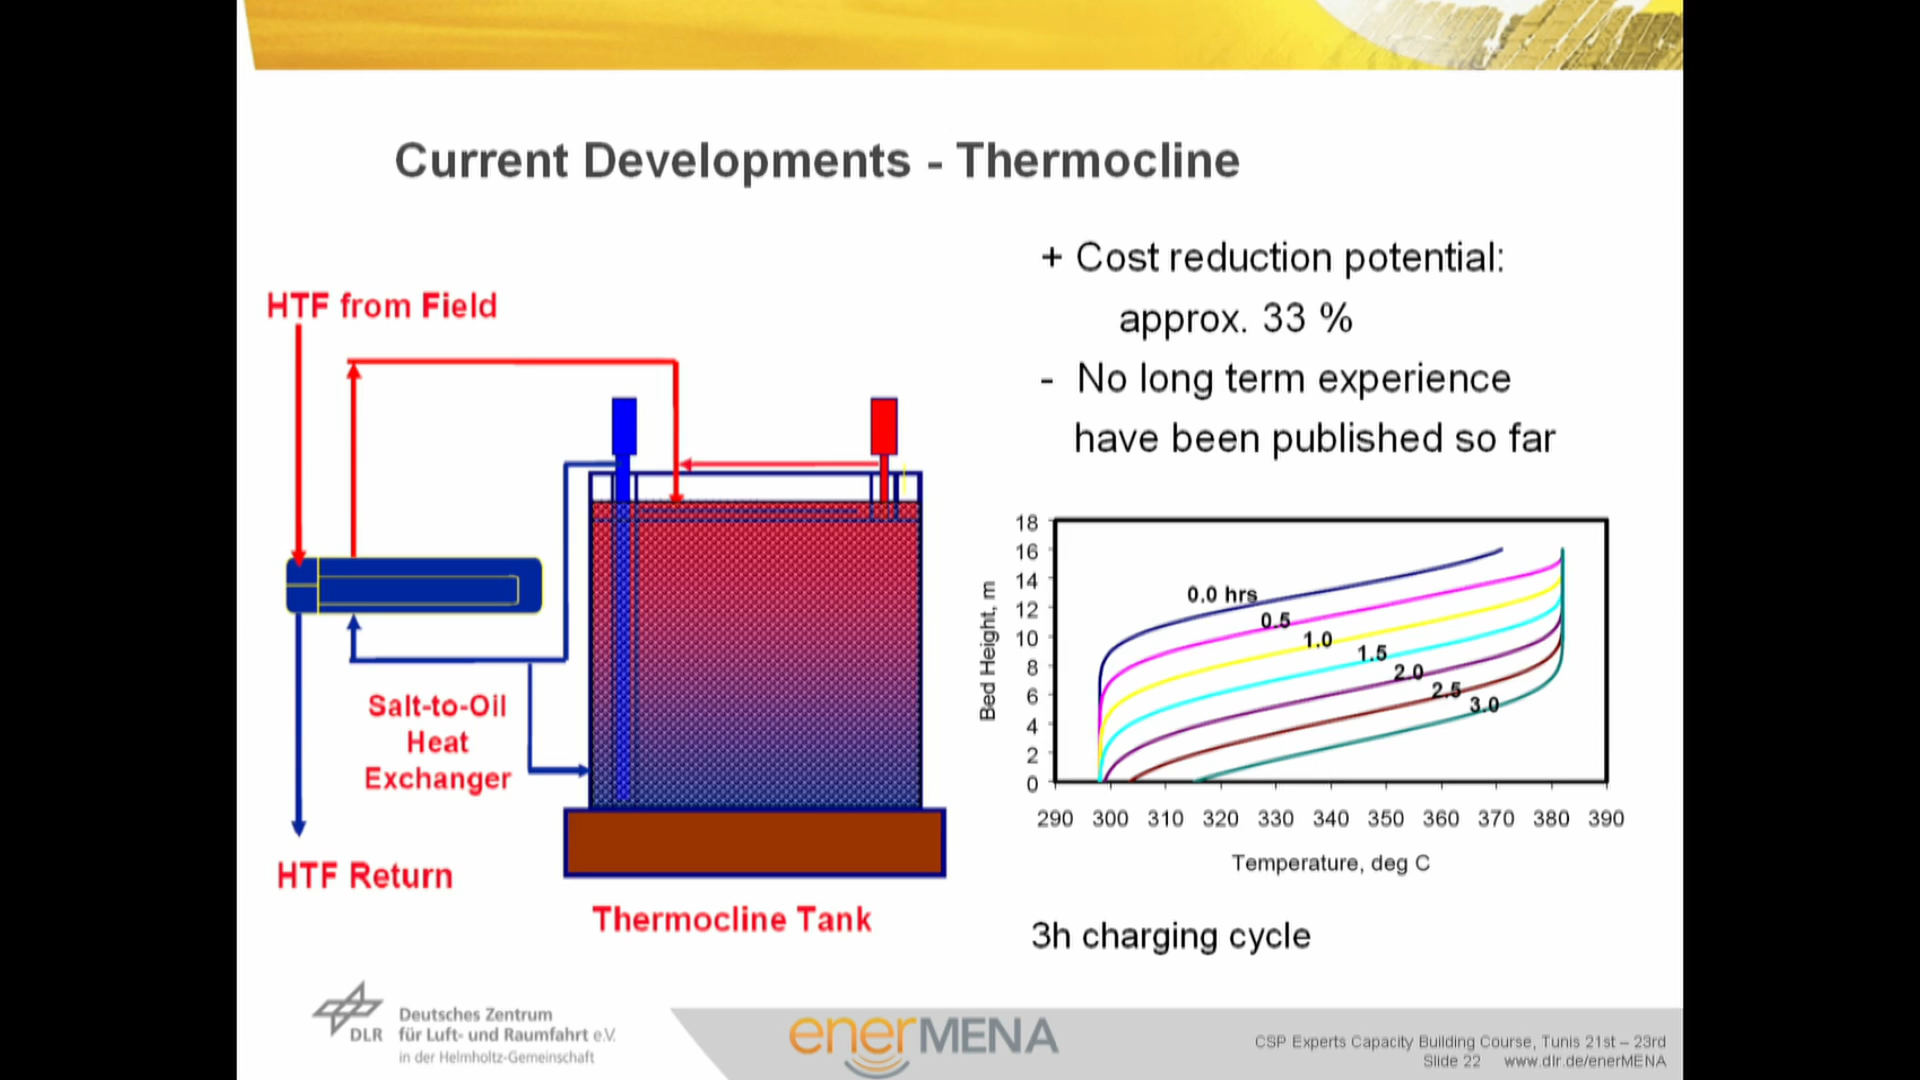 Current Developments - Thermocline
HTF from Field
Salt-to-Oil
Heat
Exchanger
HTF Return
Thermocline Tank
+ Cost reduction potential:
approx. 33 %
- No long term experience
have been published so far
Bed Height, m
18
16
14
12
10
8
6
4
2
0
0.0 hrs
0.5
1.0
1.5
2.0
2.5
3.0
290 300 310 320 330 340 350 360 370 380 390
Temperature, deg C
3h charging cycle
DLR
Deutsches Zentrum
für Luft- und Raumfahrt e.V.
in der Helmholtz-Gemeinschaft
enerMENA
CSP Experts Capacity Building Course, Tunis 21st – 23rd
Slide 22 www.dlr.de/enerMENA